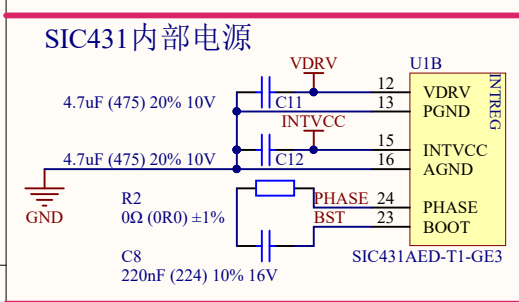 SIC431内部电源
VDRV
U1B
12
VDRV
INTREG
4.7uF (475) 20% 10V
C11
13
PGND
INTVCC
15
INTVCC
4.7uF (475) 20% 10V
C12
16
AGND
GND
R2
PHASE
24
PHASE
0Ω (0R0) ±1%
BST
23
BOOT
C8
SIC431AED-T1-GE3
220nF (224) 10% 16V